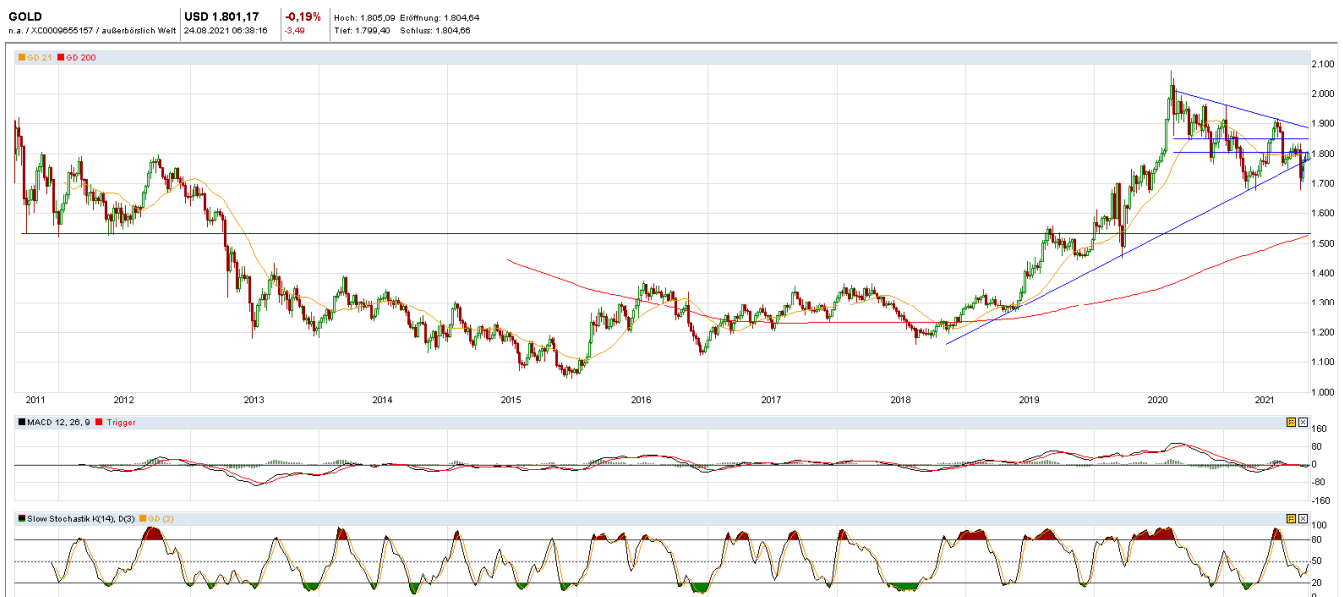 GOLD
n.a. / XC0009655157 / außerbörslich Welt
USD 1.801,17
24.08.2021 06:38:16
-0,19%
-3,49
Hoch: 1.805,09 Eröffnung: 1.804,64
Tief: 1.799,40 Schluss: 1.804,66
GD 21 GD 200
2.100
2.000
1.900
1.800
1.700
1.600
1.500
1.400
1.300
1.200
1.100
1.000
2011 2012 2013 2014 2015 2016 2017 2018 2019 2020 2021
MACD 12, 26, 9 Trigger
160
80
0
-80
-160
Slow Stochastik K(14), D(3) GD (3)
100
80
50
20
0